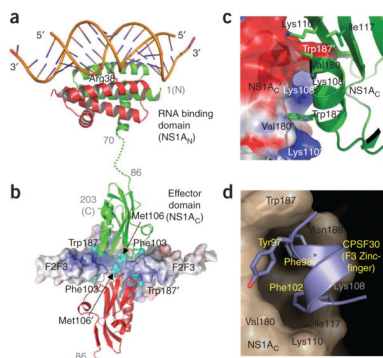 a
5′
5′
3′
3′
Arg38
1(N)
RNA binding
domain
(NS1A_N)
70
86
b
203
(C)
Effector
domain
(NS1A_C)
Met106
Trp187
Phe103
F2F3
F2F3
Phe103′
Trp187′
Met106′
86
c
Lys110
Ile117
Trp187′
Val180
Lys108
Lys108′
NS1A_C
NS1A_C
Trp187
Val180′
Lys110′
d
Trp187
Asn188
Tyr97
CPSF30
(F3 Zinc-
finger)
Phe98
Phe102
Lys108
Val180
Ile117
Lys110
NS1A_C